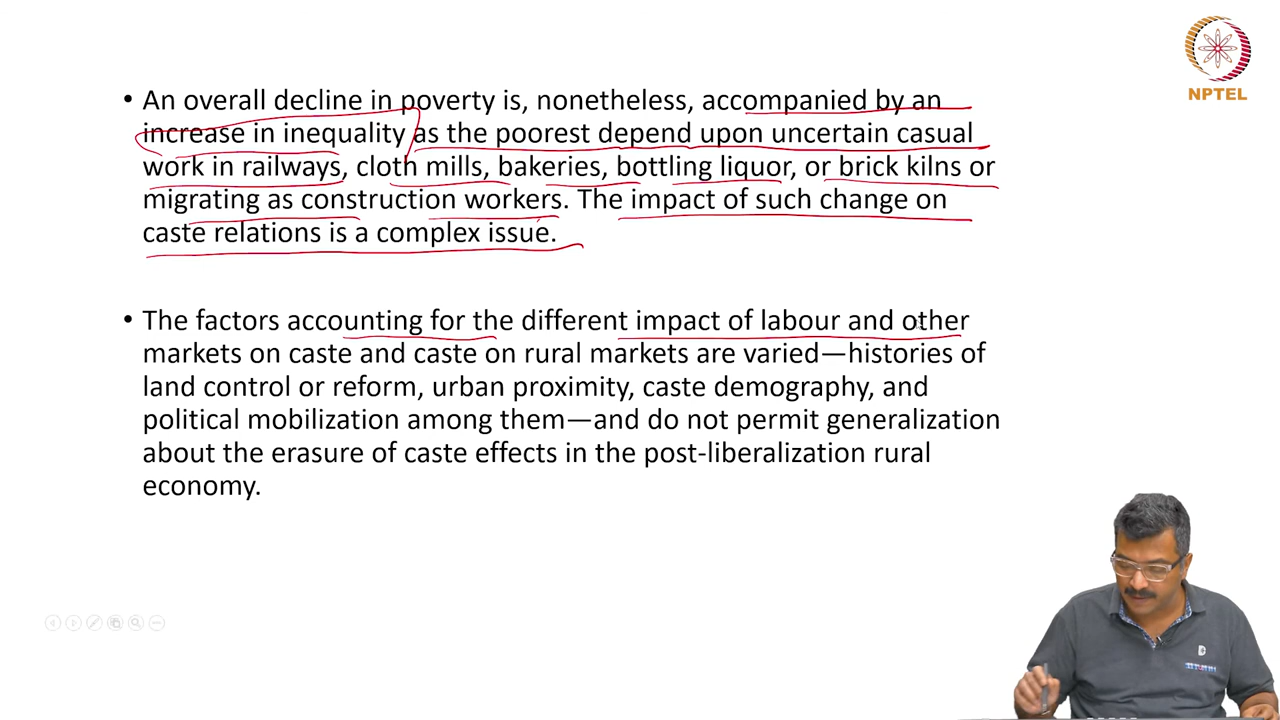 NPTEL
• An overall decline in poverty is, nonetheless, accompanied by an
increase in inequality as the poorest depend upon uncertain casual
work in railways, cloth mills, bakeries, bottling liquor, or brick kilns or
migrating as construction workers. The impact of such change on
caste relations is a complex issue.
• The factors accounting for the different impact of labour and other
markets on caste and caste on rural markets are varied—histories of
land control or reform, urban proximity, caste demography, and
political mobilization among them—and do not permit generalization
about the erasure of caste effects in the post-liberalization rural
economy.